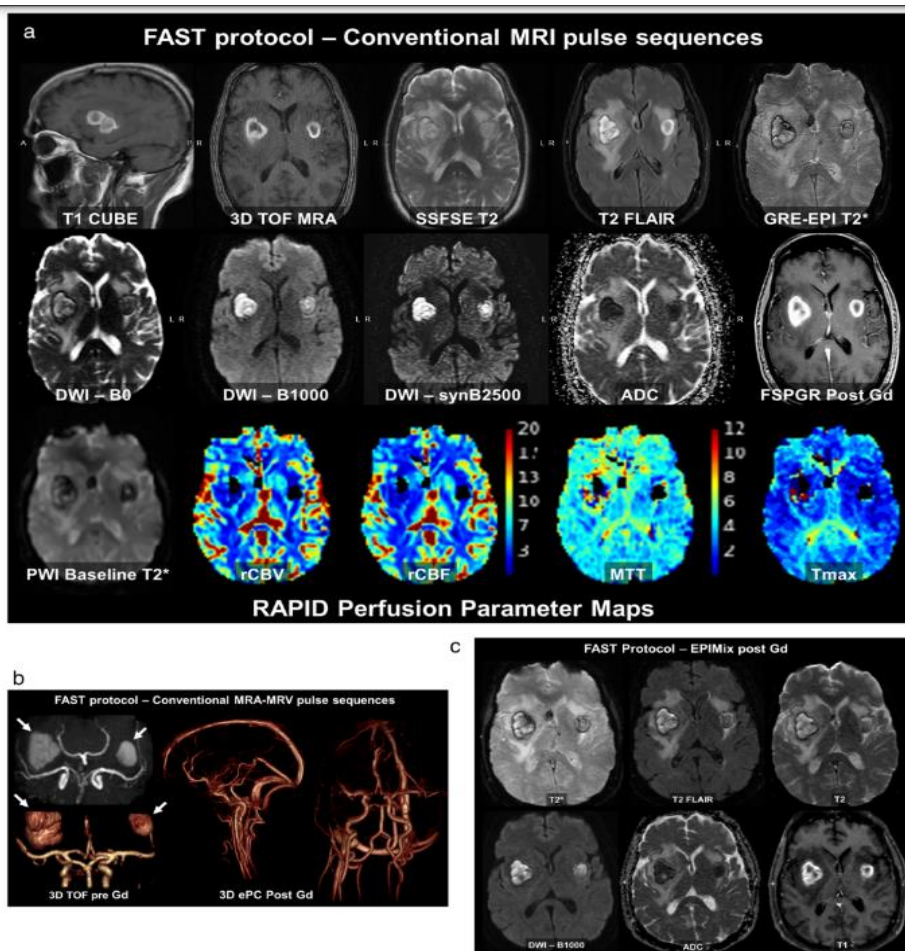 a
FAST protocol – Conventional MRI pulse sequences
A
P R
L R
L R
L R
T1 CUBE
3D TOF MRA
SSFSE T2
T2 FLAIR
GRE-EPI T2*
L R
L R
L R
L R
DWI – B0
DWI – B1000
DWI – synB2500
ADC
FSPGR Post Gd
20
17
13
10
7
3
12
10
8
6
4
2
PWI Baseline T2*
rCBV
rCBF
MTT
Tmax
RAPID Perfusion Parameter Maps
b
FAST protocol – Conventional MRA-MRV pulse sequences
3D TOF pre Gd
3D ePC Post Gd
c
FAST Protocol – EPIMix post Gd
T2*
T2 FLAIR
T2
DWI – B1000
ADC
T1